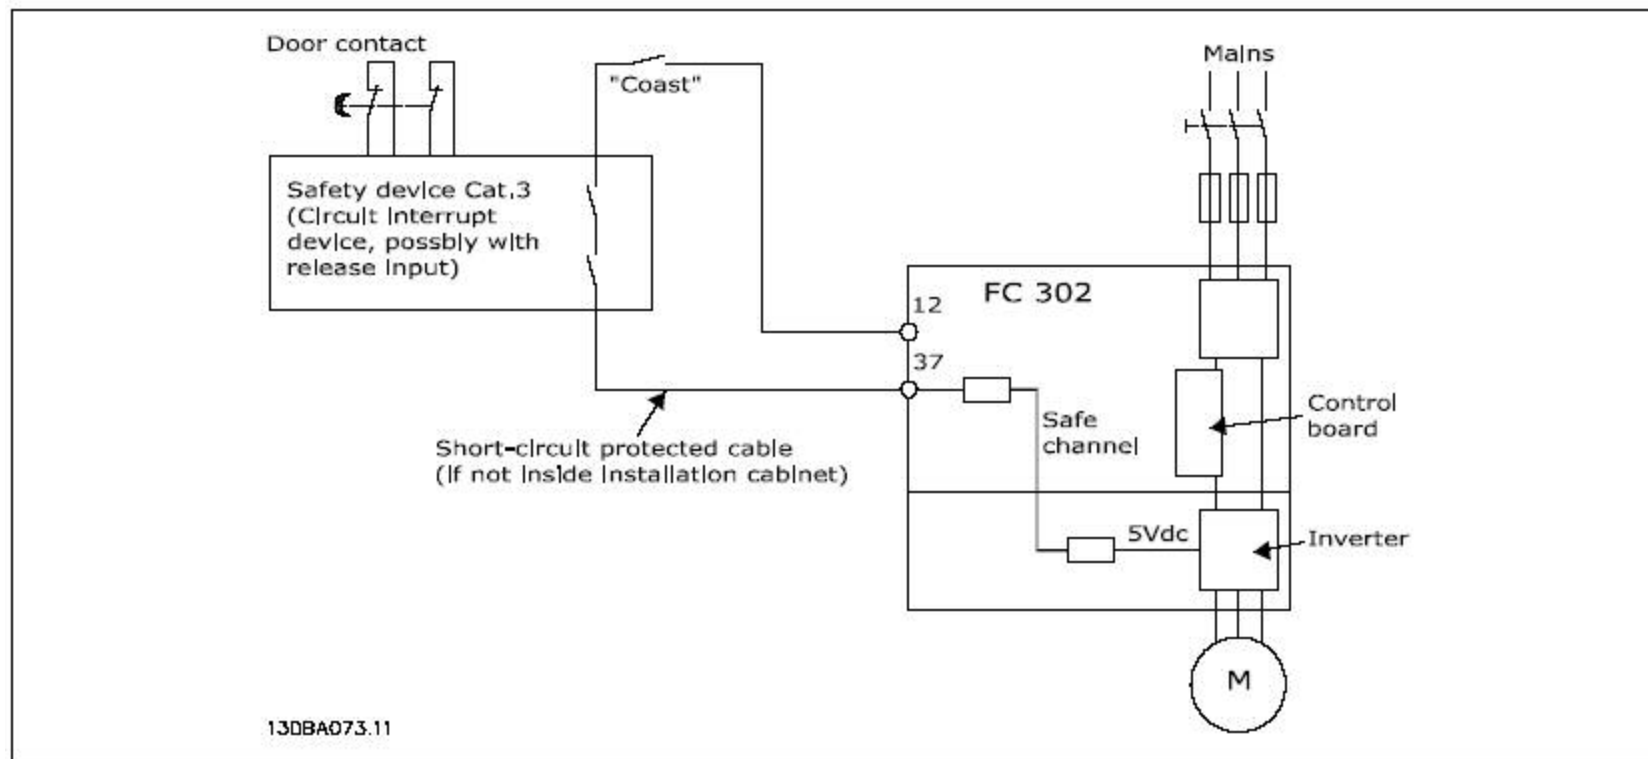 Door contact
"Coast"
Mains
Safety device Cat.3
(Circuit interrupt
device, possbly with
release input)
12
FC 302
37
Safe
channel
Control
board
Short-circuit protected cable
(if not inside installation cabinet)
5Vdc
Inverter
M
130BA073.11